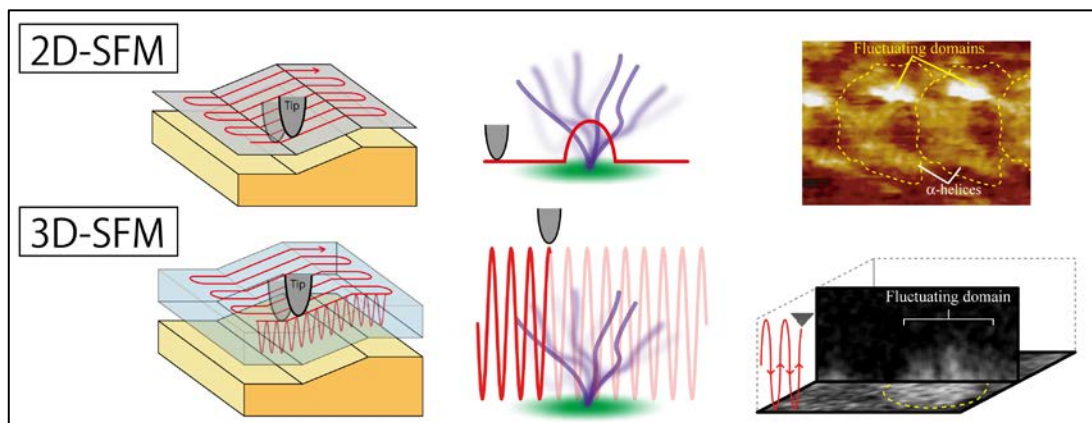 2D-SFM
Tip
Fluctuating domains
α-helices
3D-SFM
Tip
Fluctuating domain